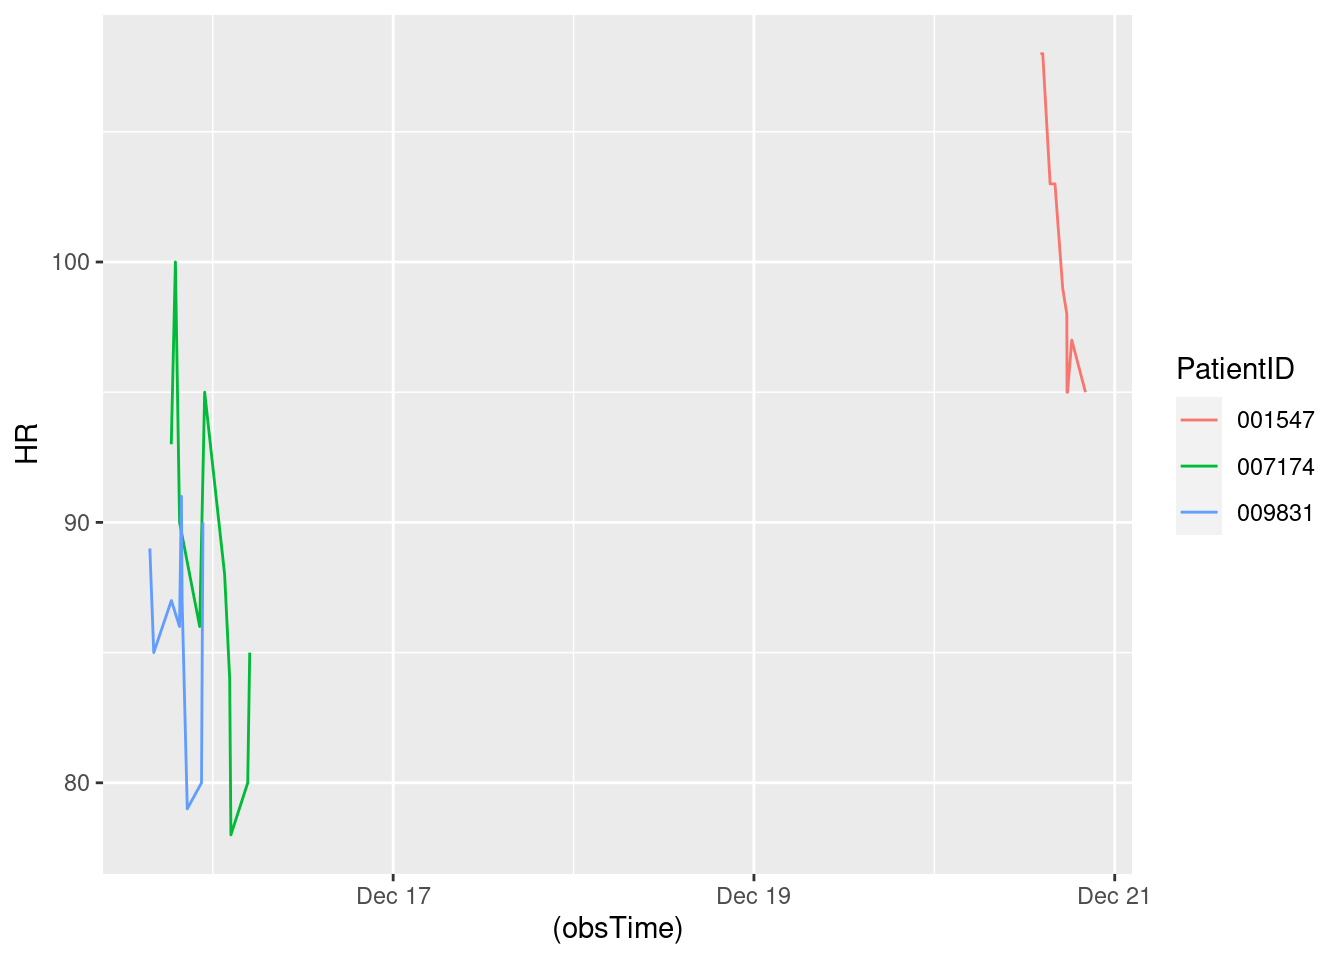 HR
100
90
80
Dec 17
Dec 19
Dec 21
(obsTime)
PatientID
001547
007174
009831